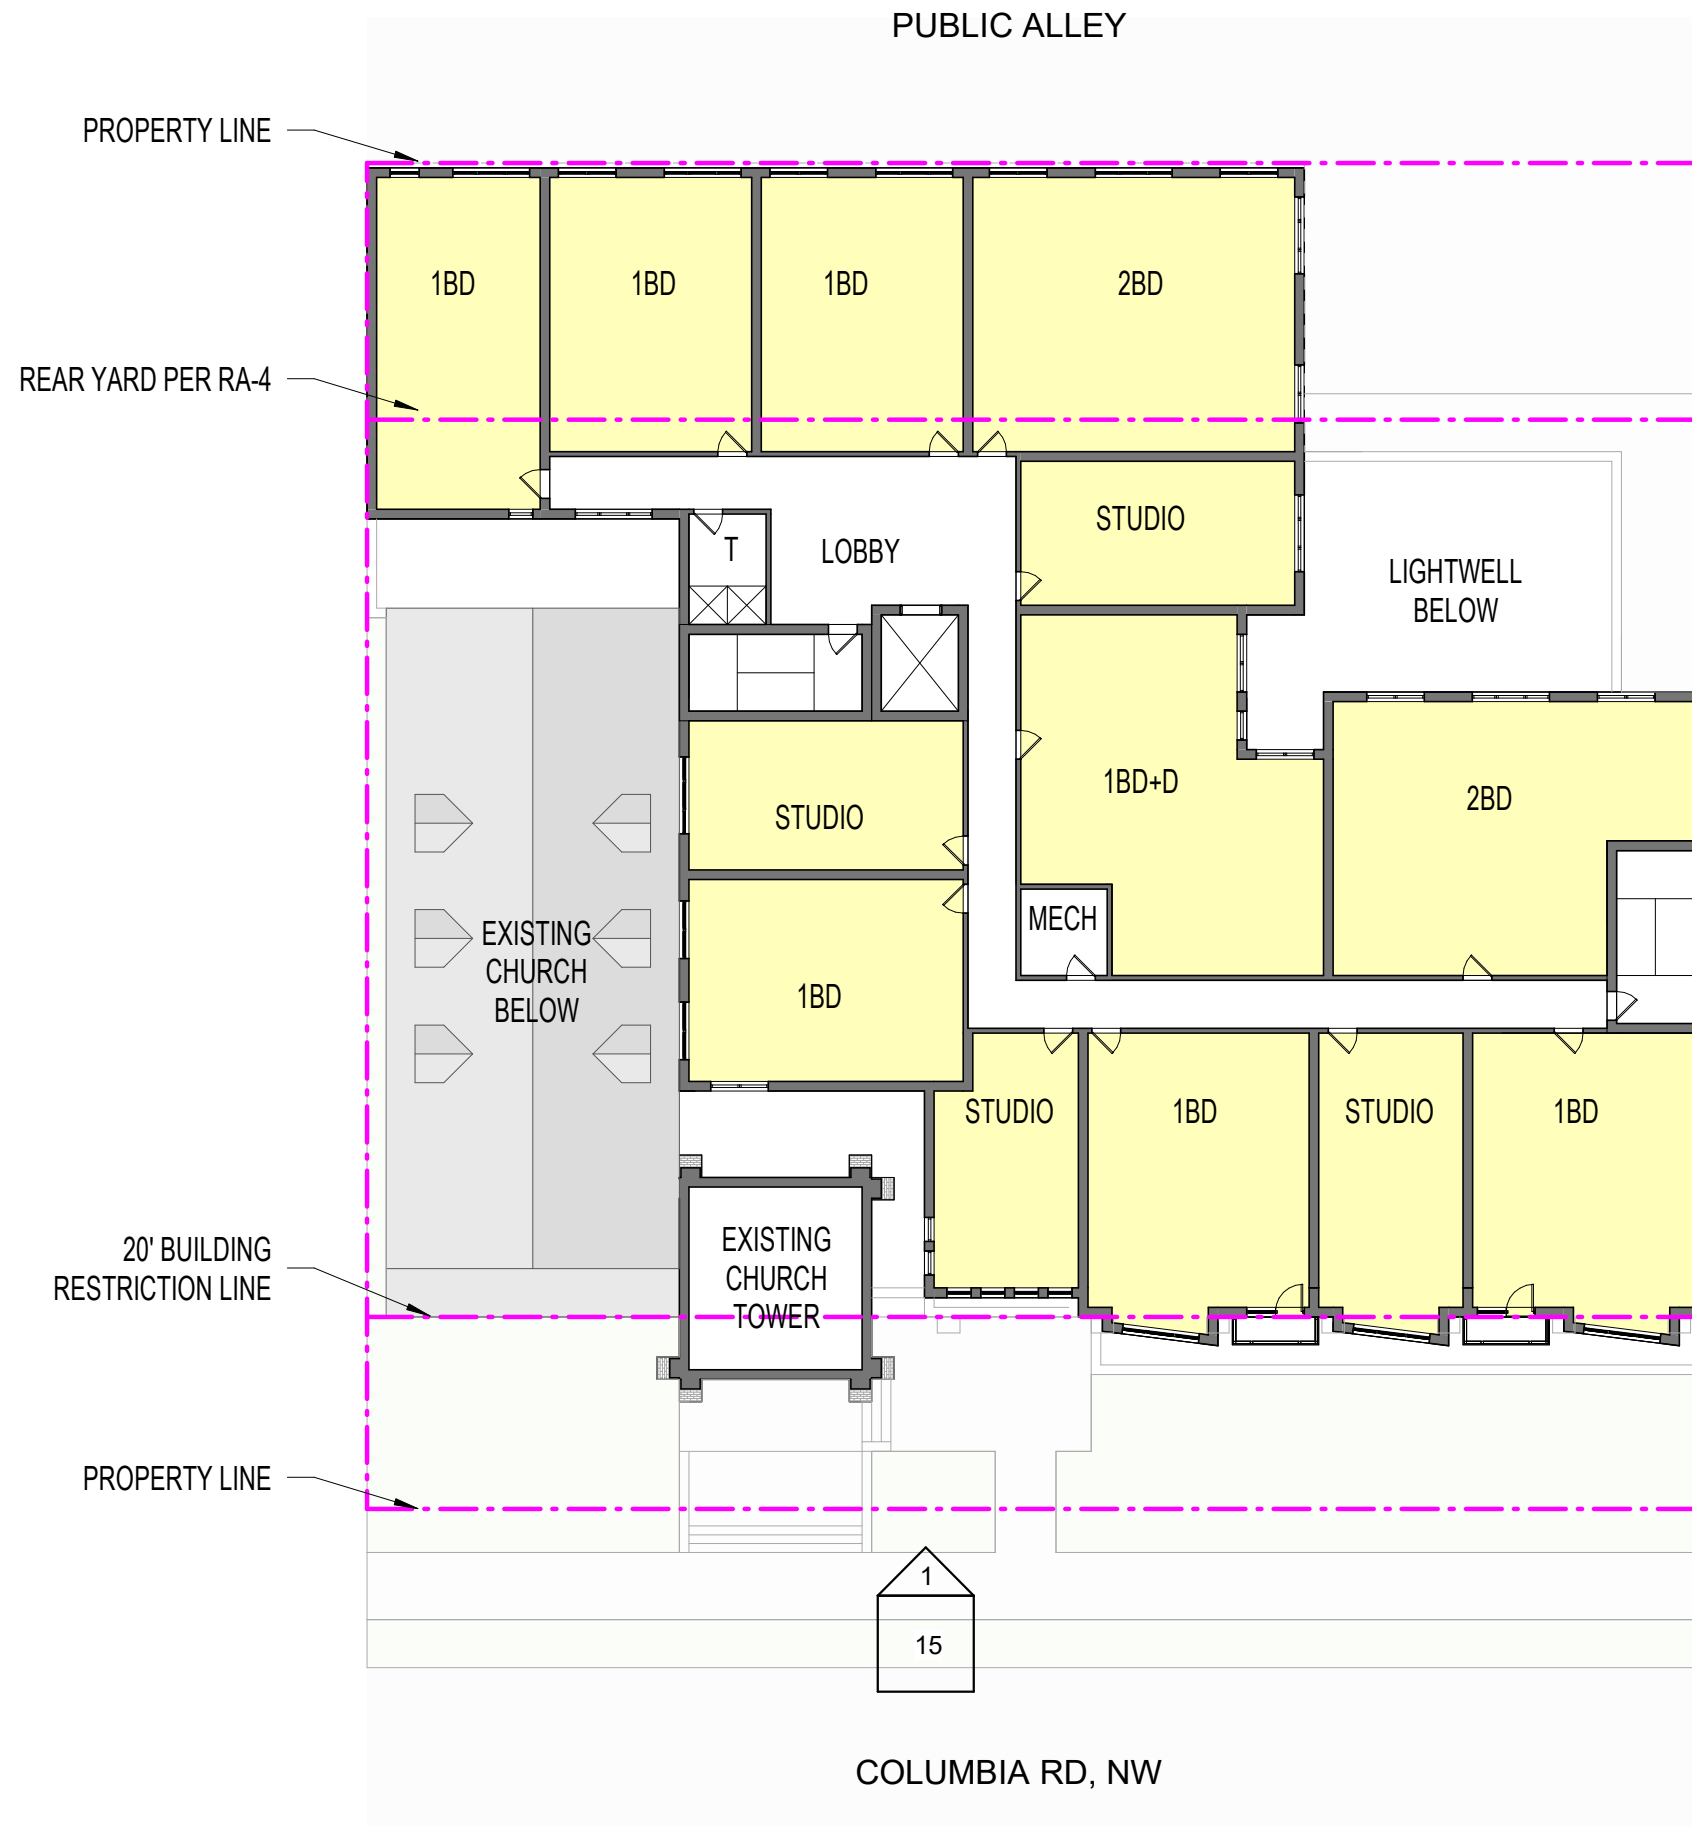 PUBLIC ALLEY
PROPERTY LINE
1BD
1BD
1BD
2BD
REAR YARD PER RA-4
STUDIO
T
LOBBY
LIGHTWELL
BELOW
1BD+D
2BD
STUDIO
MECH
EXISTING
CHURCH
BELOW
1BD
STUDIO
1BD
STUDIO
1BD
EXISTING
CHURCH
TOWER
20' BUILDING
RESTRICTION LINE
PROPERTY LINE
1
15
COLUMBIA RD, NW